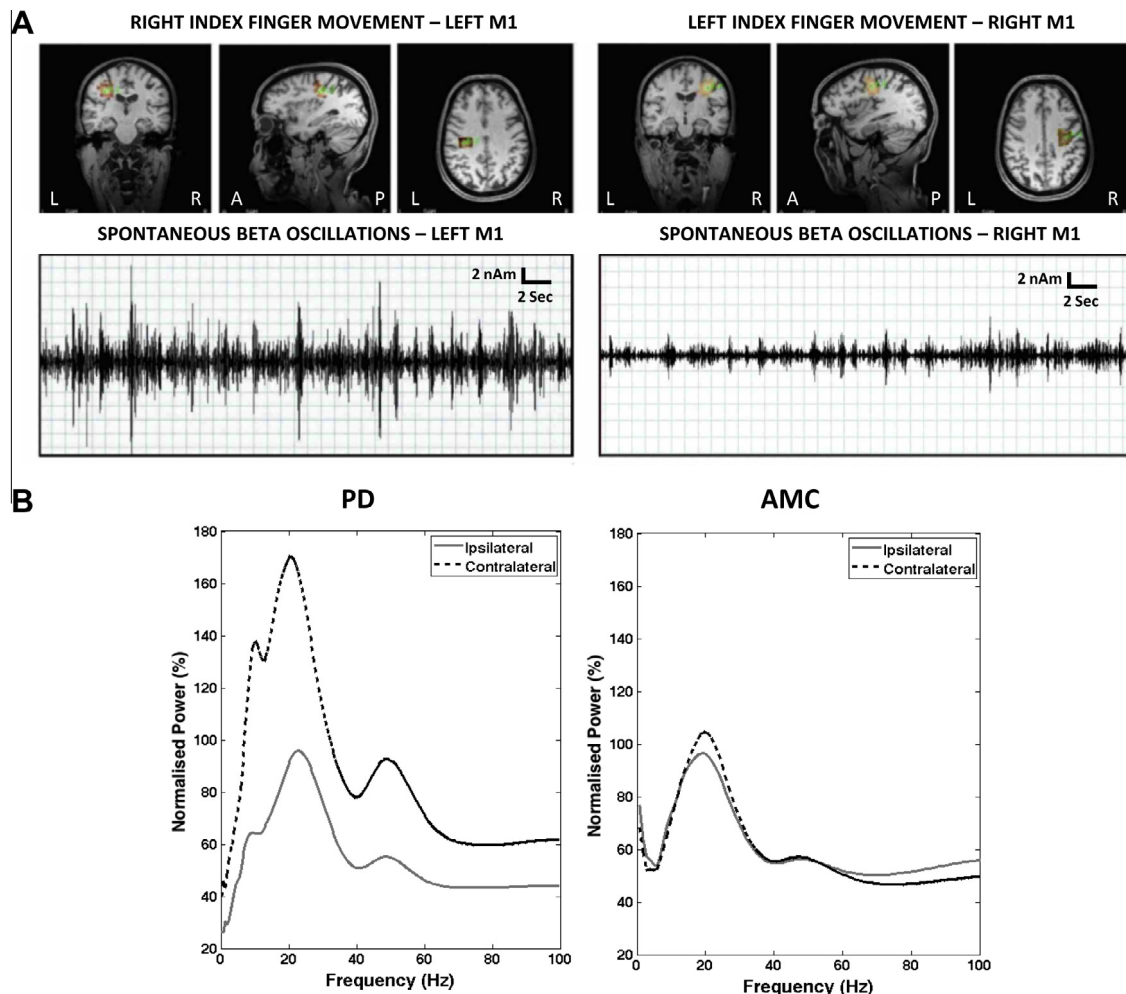 A
RIGHT INDEX FINGER MOVEMENT – LEFT M1
LEFT INDEX FINGER MOVEMENT – RIGHT M1
L R A P L R
L R A P L R
SPONTANEOUS BETA OSCILLATIONS – LEFT M1
SPONTANEOUS BETA OSCILLATIONS – RIGHT M1
2 nAm
2 Sec
2 nAm
2 Sec
B
PD
AMC
Ipsilateral
Contralateral
Normalised Power (%)
180
160
140
120
100
80
60
40
20
0 20 40 60 80 100
Frequency (Hz)
Ipsilateral
Contralateral
Normalised Power (%)
180
160
140
120
100
80
60
40
20
0 20 40 60 80 100
Frequency (Hz)